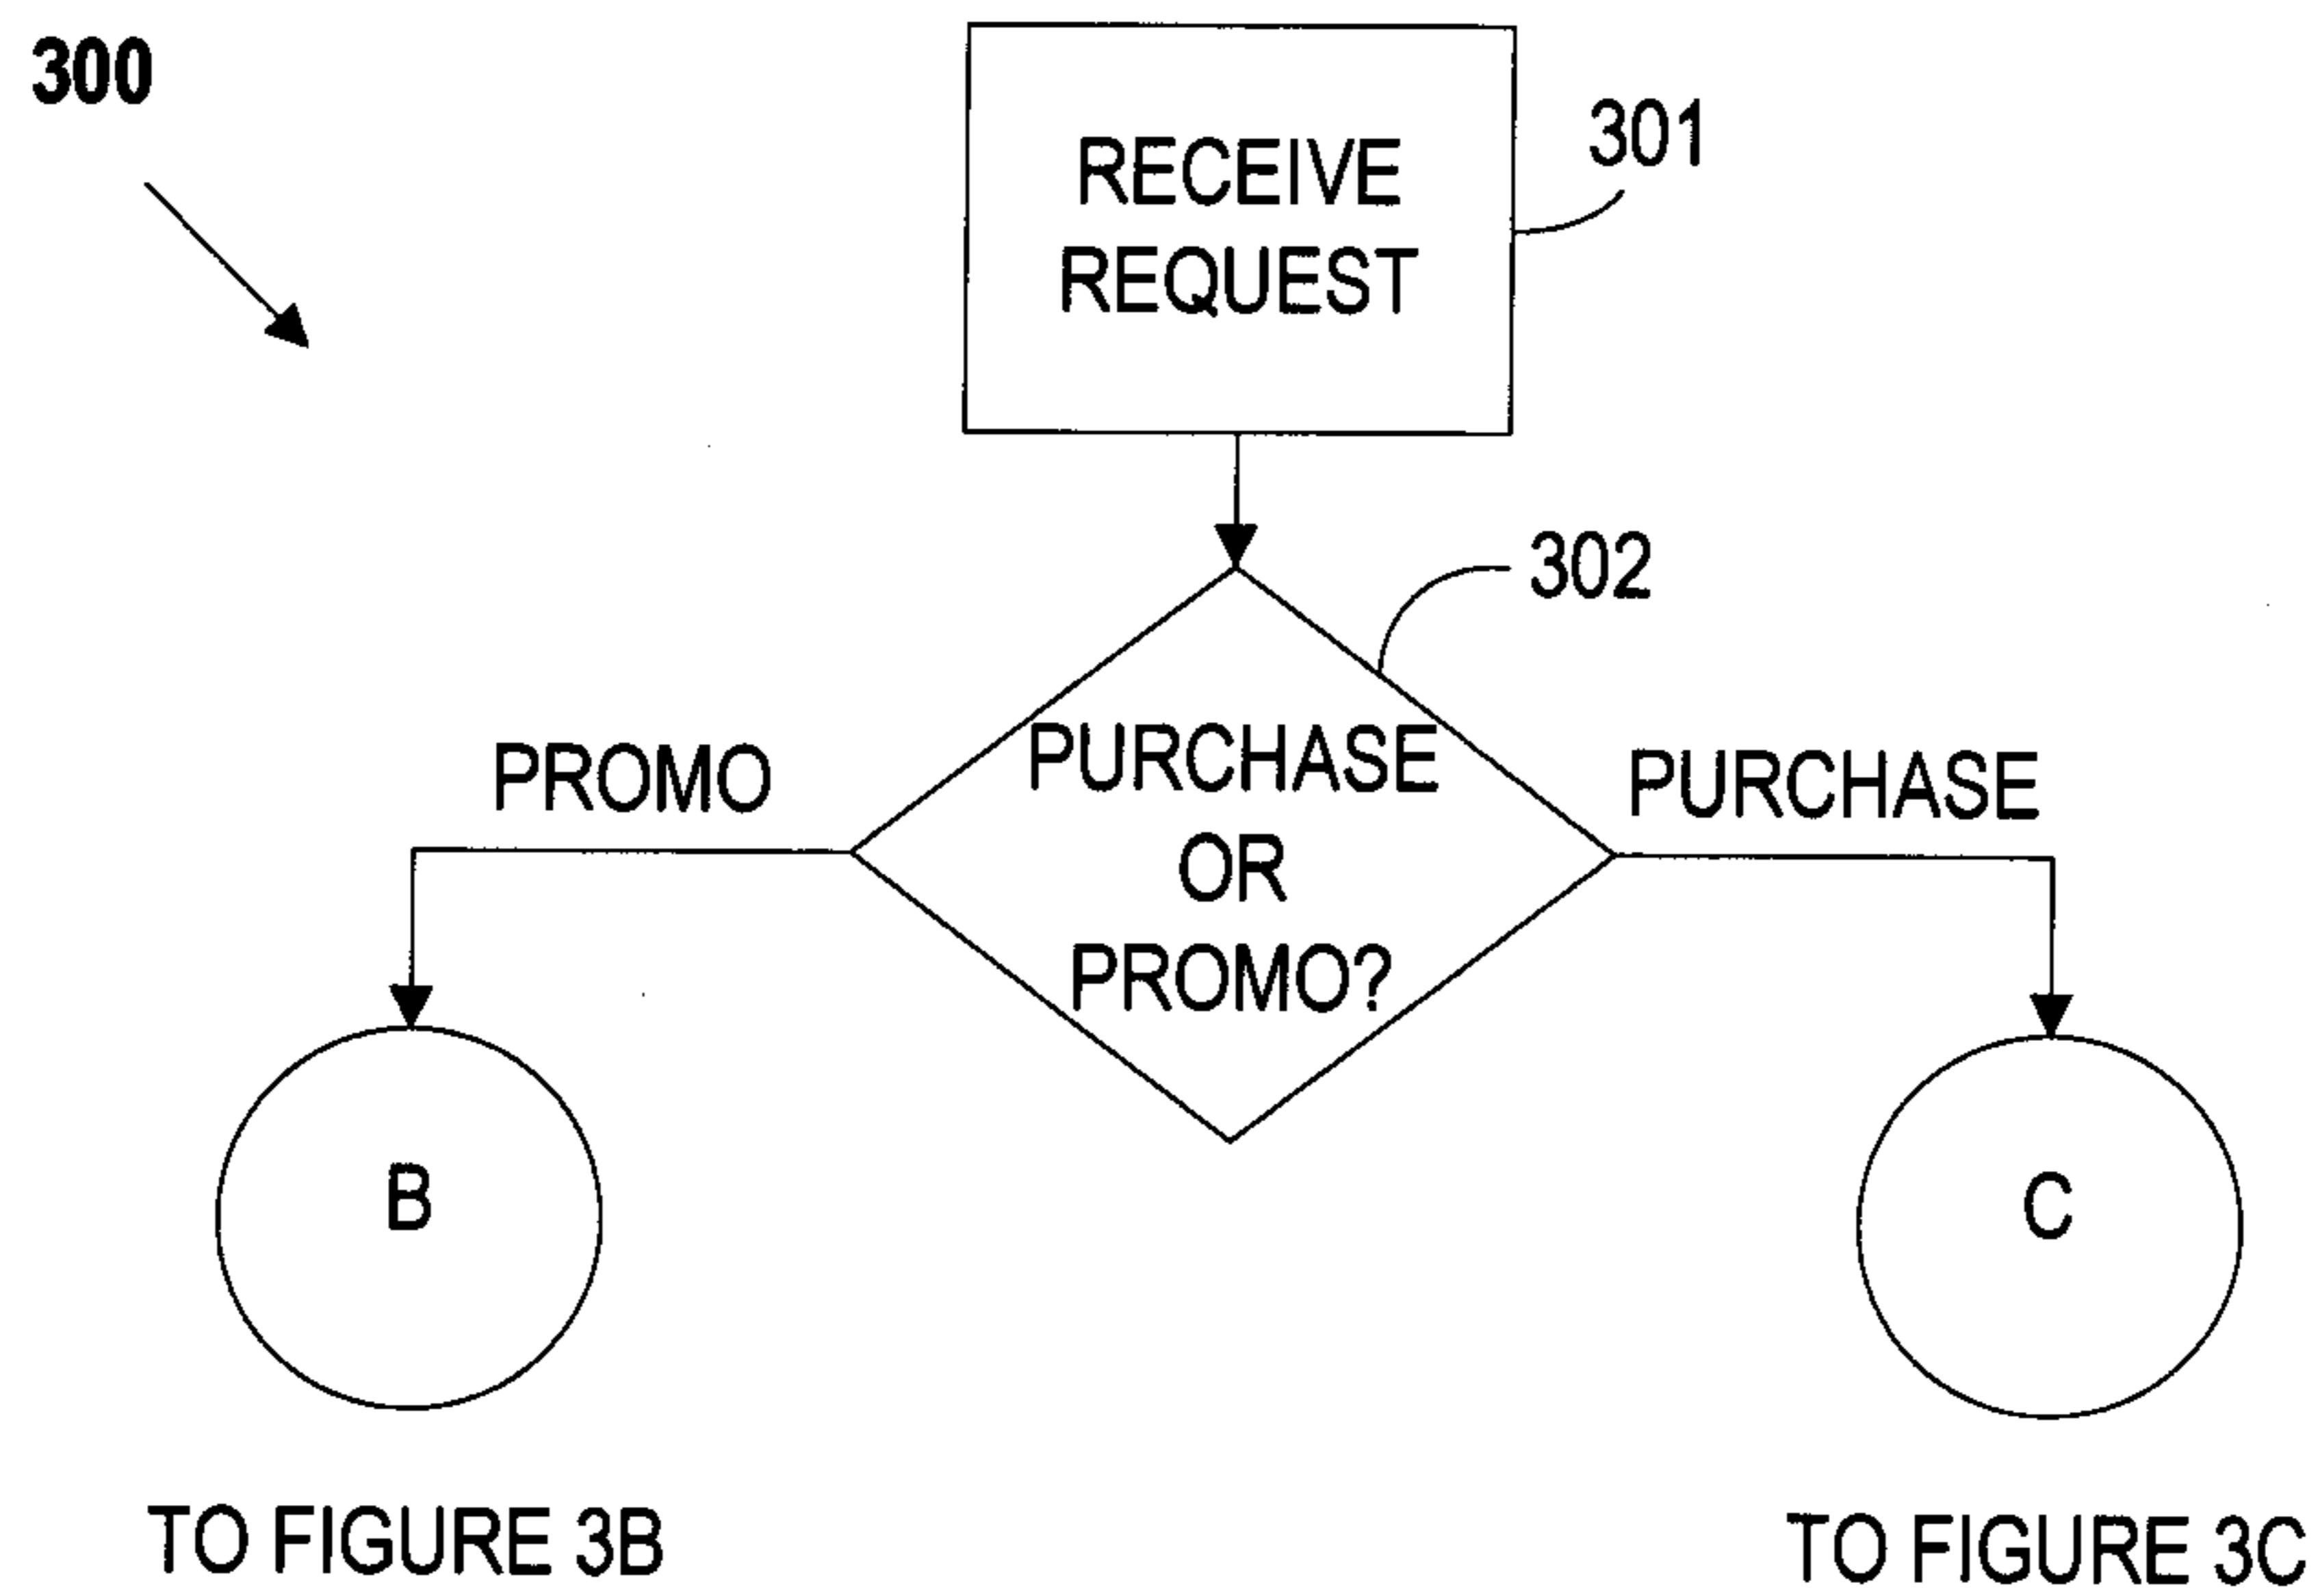 300
RECEIVE
REQUEST
301
302
PURCHASE
OR
PROMO?
PROMO
PURCHASE
B
C
TO FIGURE 3B
TO FIGURE 3C